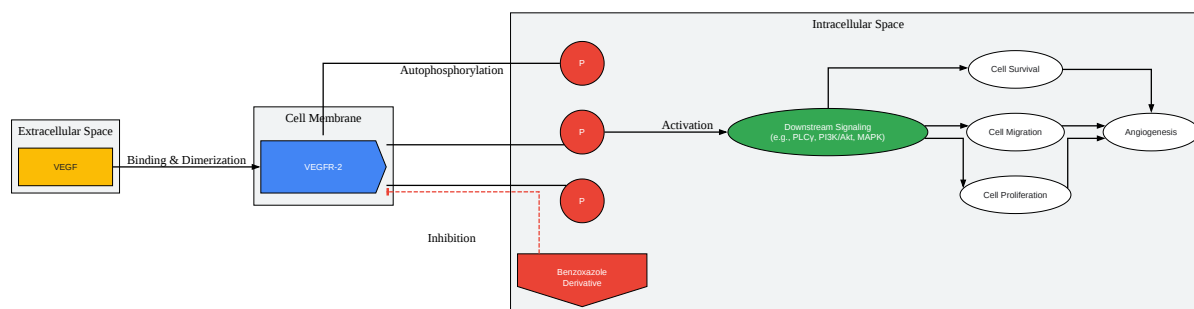 Intracellular Space
P
Cell Survival
Autophosphorylation
Cell Membrane
Extracellular Space
P
Activation
Downstream Signaling
(e.g., PLCγ, PI3K/Akt, MAPK)
Cell Migration
Angiogenesis
VEGF
Binding & Dimerization
VEGFR-2
Cell Proliferation
P
Inhibition
Benzoxazole
Derivative